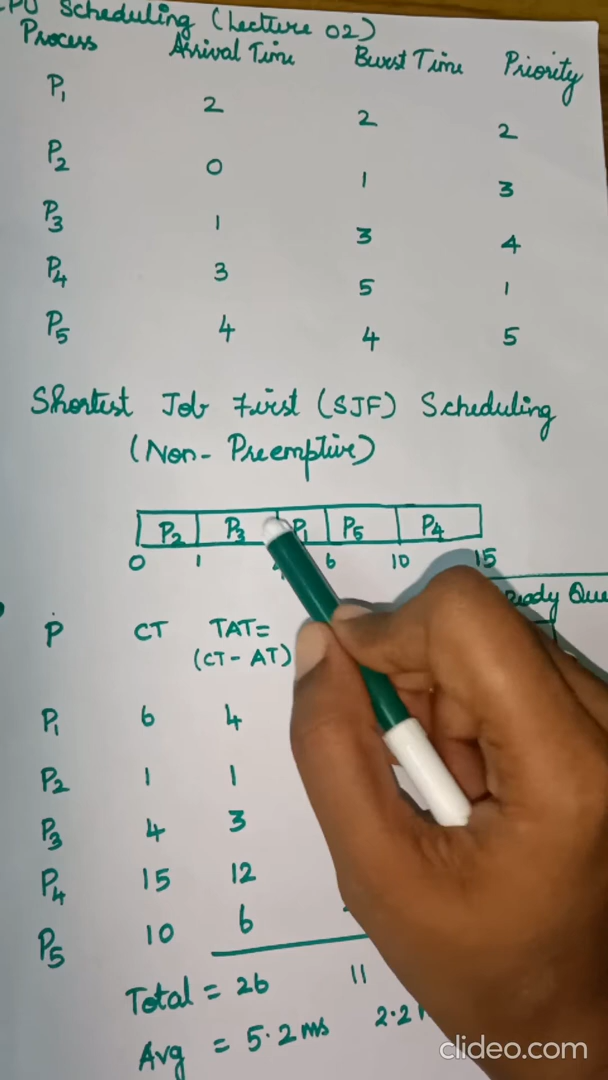 CPU Scheduling (Lecture 02)
Process Arrival Time Burst Time Priority
P1 2 2 2
P2 0 1 3
P3 1 3 4
P4 3 5 1
P5 4 4 5
Shortest Job First (SJF) Scheduling
(Non-Preemptive)
P2 P3 P1 P5 P4
0 1 6 10 15
P CT TAT=
(CT-AT)
Ready Que
P1 6 4
P2 1 1
P3 4 3
P4 15 12
P5 10 6
Total = 26 11
Avg = 5.2ms 2.2
clideo.com